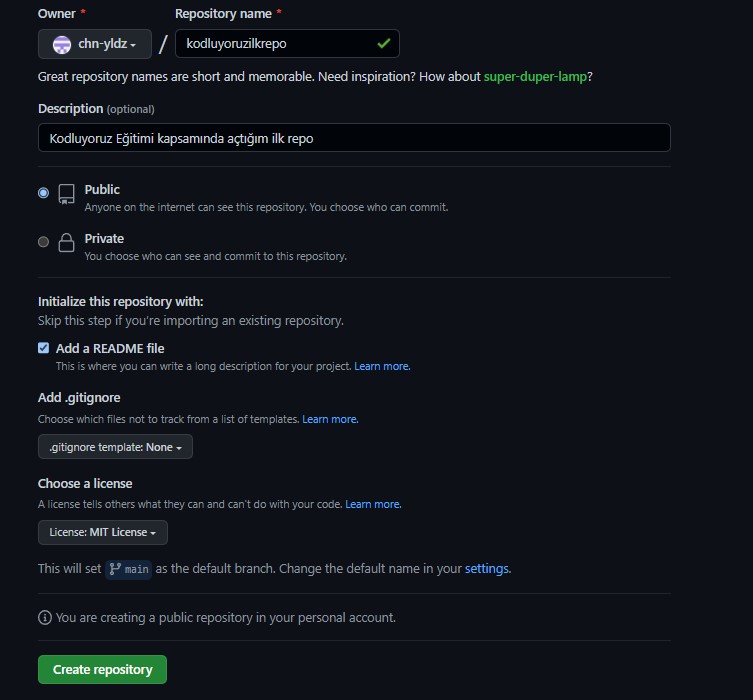 Owner * Repository name *
chn-yldz / kodluyoruzilkrepo
Great repository names are short and memorable. Need inspiration? How about super-duper-lamp?
Description (optional)
Kodluyoruz Eğitimi kapsamında açtığım ilk repo
Public
Anyone on the internet can see this repository. You choose who can commit.
Private
You choose who can see and commit to this repository.
Initialize this repository with:
Skip this step if you're importing an existing repository.
Add a README file
This is where you can write a long description for your project. Learn more.
Add .gitignore
Choose which files not to track from a list of templates. Learn more.
.gitignore template: None
Choose a license
A license tells others what they can and can't do with your code. Learn more.
License: MIT License
This will set main as the default branch. Change the default name in your settings.
You are creating a public repository in your personal account.
Create repository